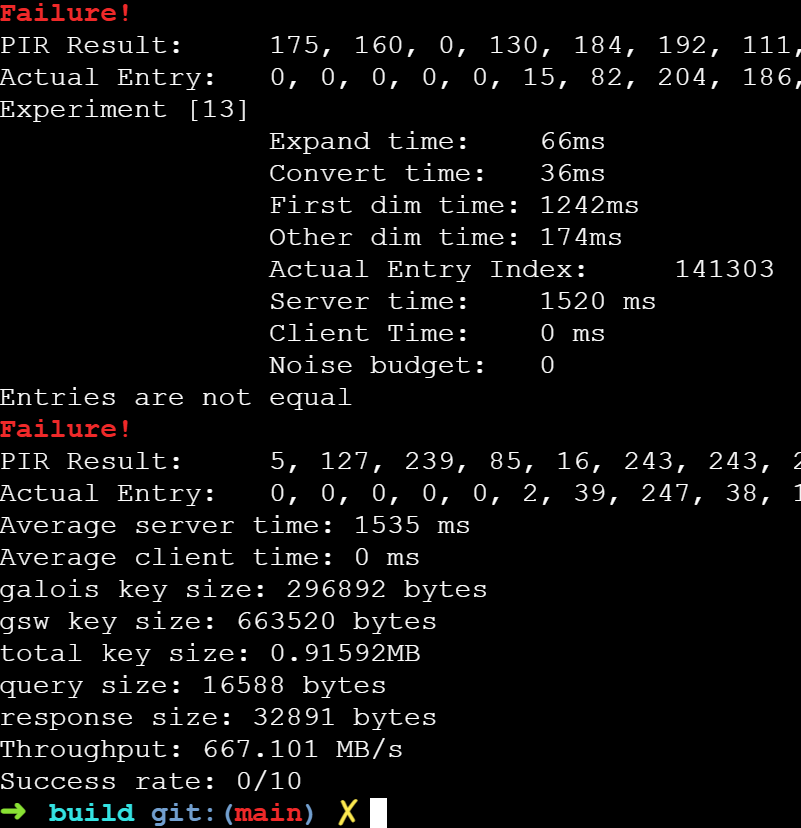 Failure!
PIR Result: 175, 160, 0, 130, 184, 192, 111,
Actual Entry: 0, 0, 0, 0, 0, 15, 82, 204, 186,
Experiment [13]
Expand time: 66ms
Convert time: 36ms
First dim time: 1242ms
Other dim time: 174ms
Actual Entry Index: 141303
Server time: 1520 ms
Client Time: 0 ms
Noise budget: 0
Entries are not equal
Failure!
PIR Result: 5, 127, 239, 85, 16, 243, 243,
Actual Entry: 0, 0, 0, 0, 0, 2, 39, 247, 38,
Average server time: 1535 ms
Average client time: 0 ms
galois key size: 296892 bytes
gsw key size: 663520 bytes
total key size: 0.91592MB
query size: 16588 bytes
response size: 32891 bytes
Throughput: 667.101 MB/s
Success rate: 0/10
➜ build git:(main) ✗